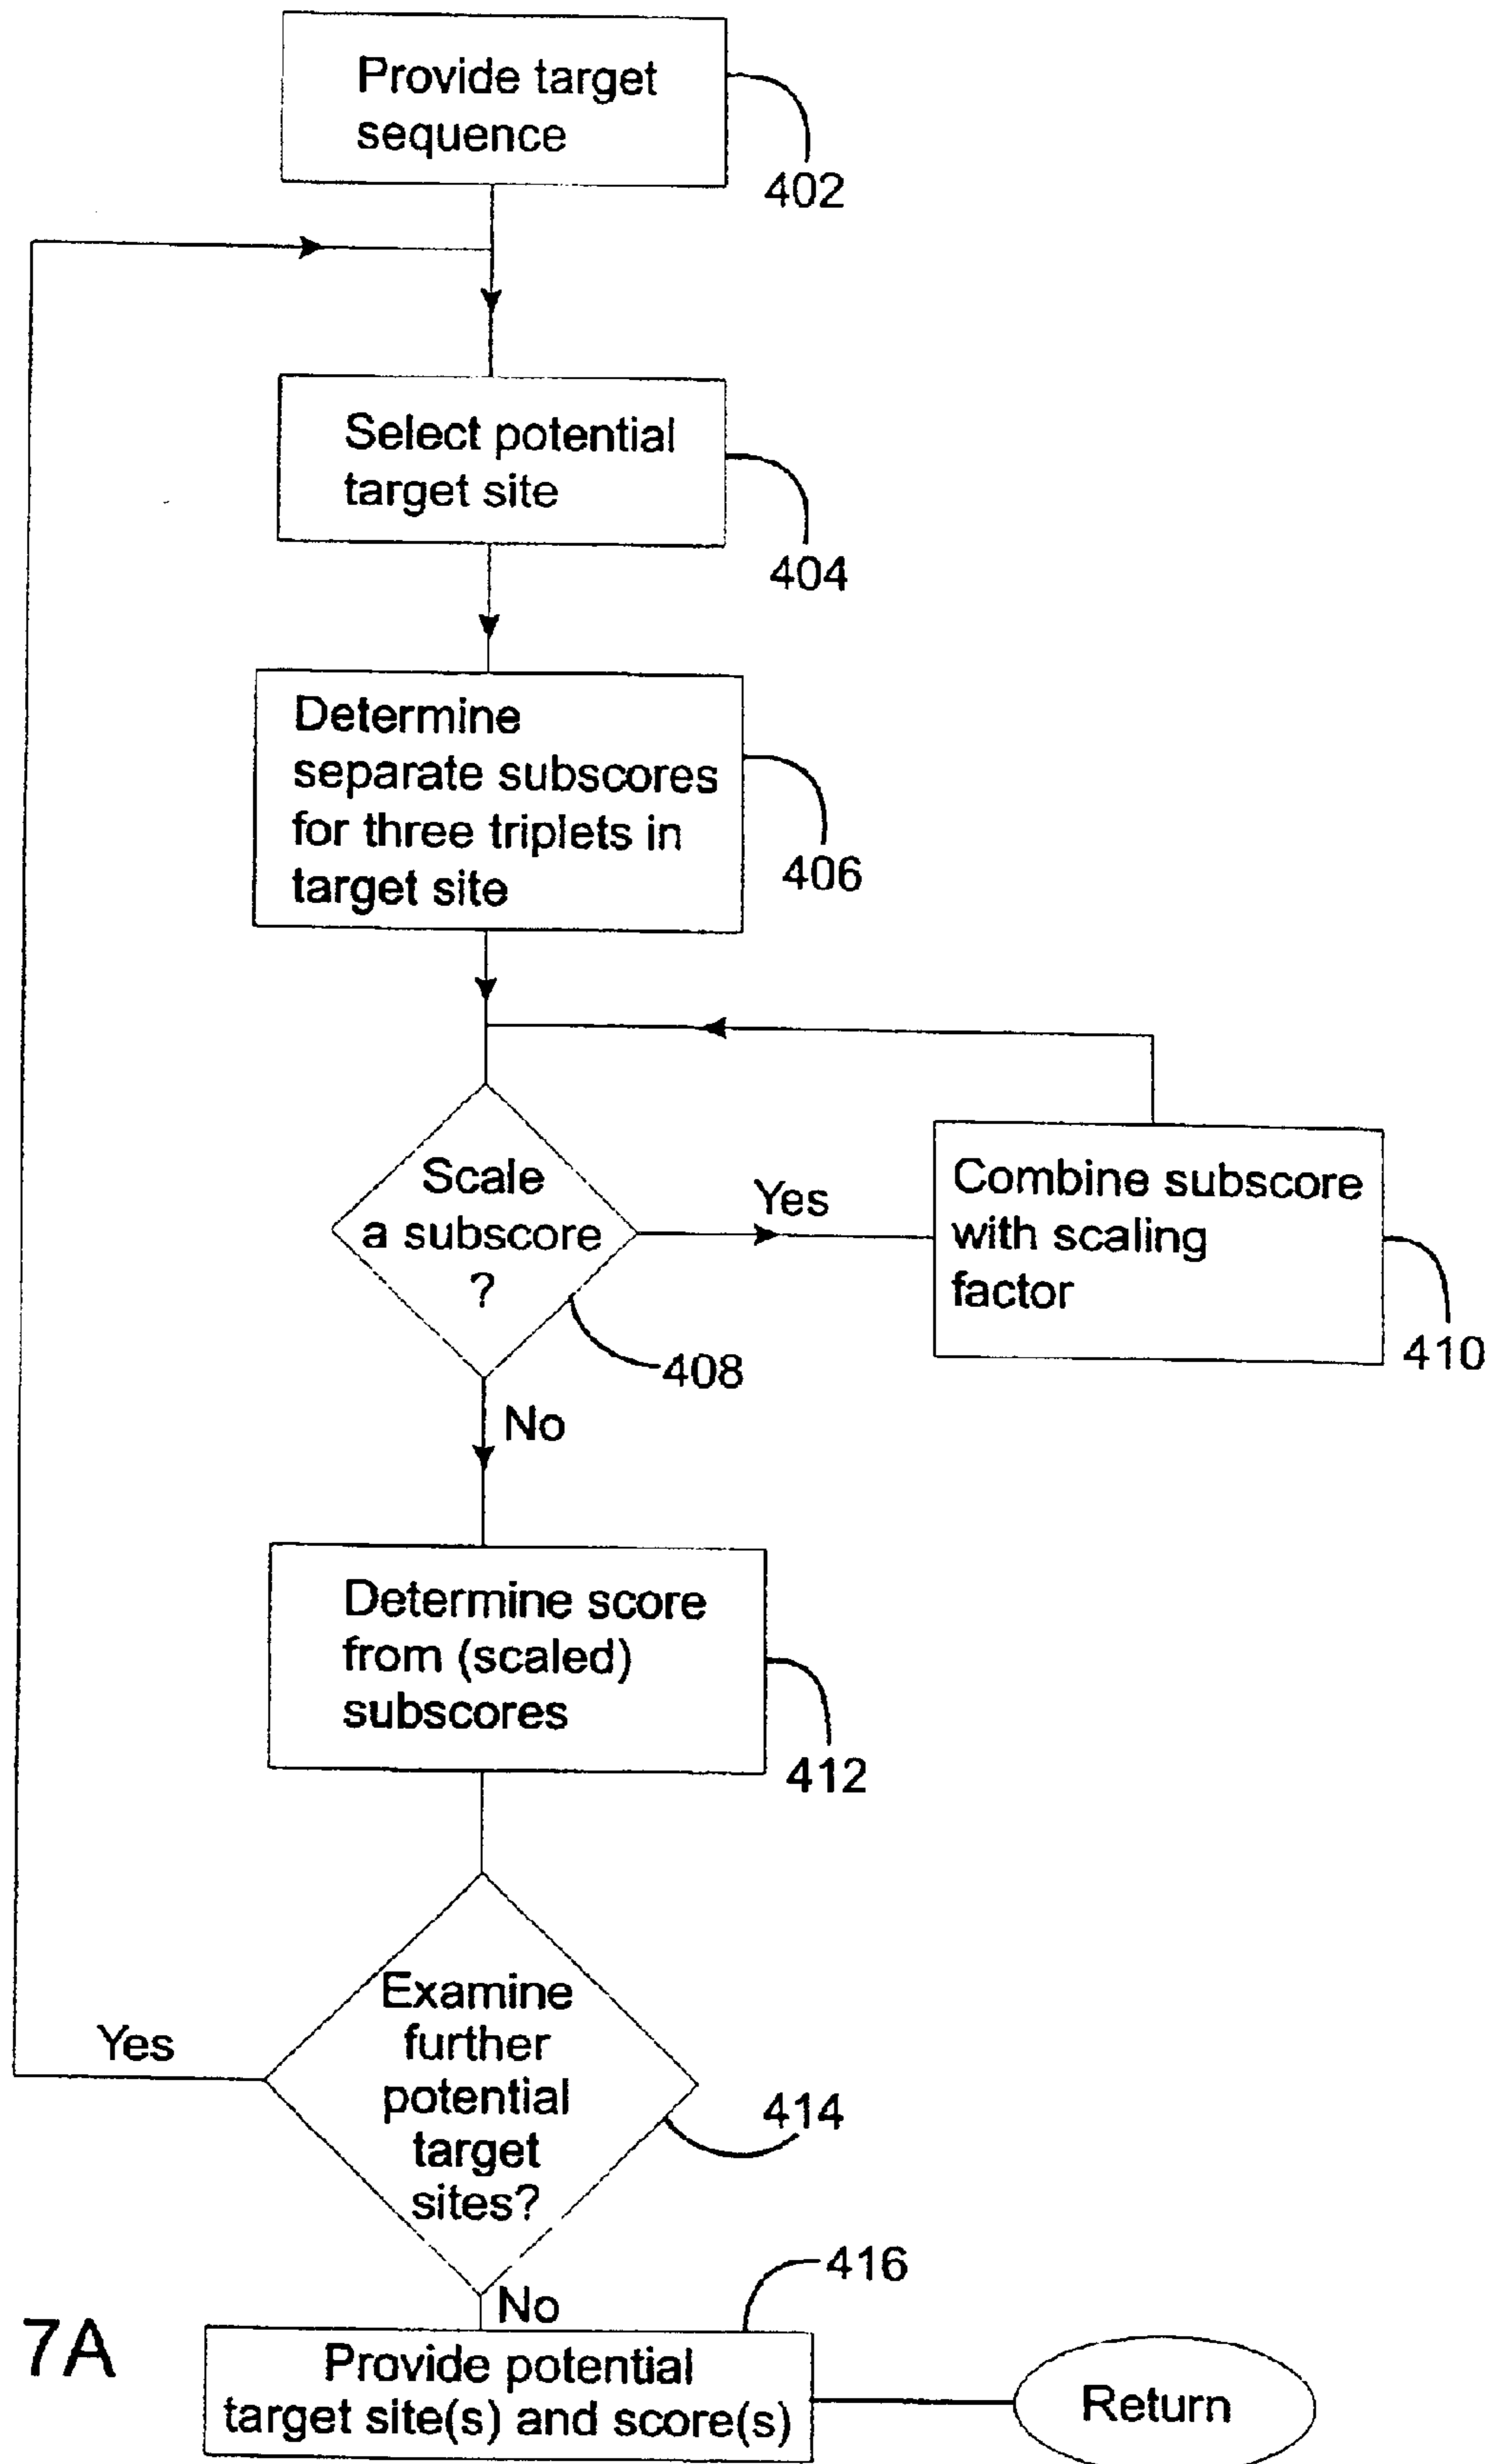 Provide target
sequence
402
Select potential
target site
404
Determine
separate subscores
for three triplets in
target site
406
Scale
a subscore
?
408
Yes
Combine subscore
with scaling
factor
410
No
Determine score
from (scaled)
subscores
412
Examine
further
potential
target
sites?
414
Yes
No
416
Provide potential
target site(s) and score(s)
Return
7A